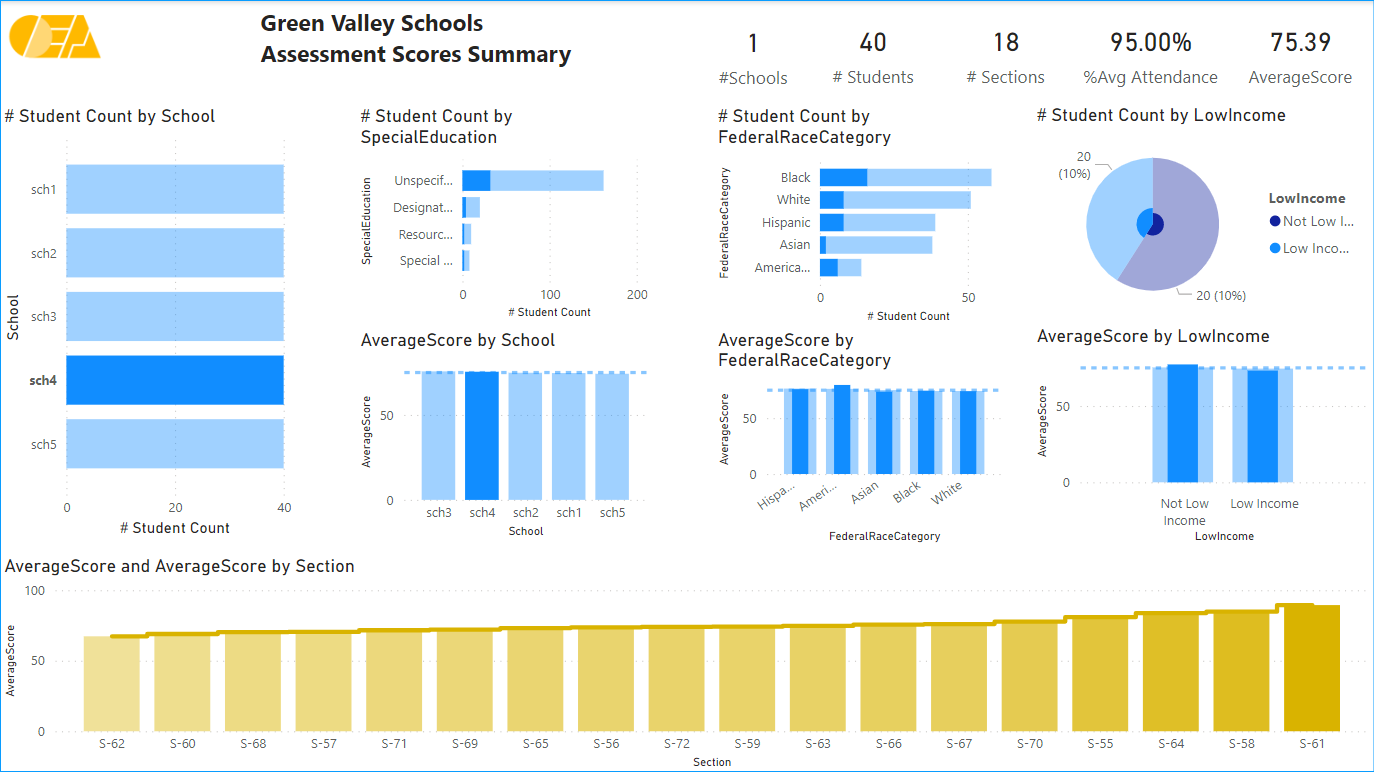 Green Valley Schools
Assessment Scores Summary
1
#Schools
40
# Students
18
# Sections
95.00%
%Avg Attendance
75.39
AverageScore
# Student Count by School
School
sch1
sch2
sch3
sch4
sch5
0 20 40
# Student Count
# Student Count by
SpecialEducation
SpecialEducation
Unspecif...
Designat...
Resourc...
Special ...
0 100 200
# Student Count
# Student Count by
FederalRaceCategory
FederalRaceCategory
Black
White
Hispanic
Asian
America...
0 50
# Student Count
# Student Count by LowIncome
20
(10%)
20 (10%)
LowIncome
Not Low I...
Low Inco...
AverageScore by School
AverageScore
50
0
sch3 sch4 sch2 sch1 sch5
School
AverageScore by
FederalRaceCategory
AverageScore
50
0
Hispa... Ameri... Asian Black White
FederalRaceCategory
AverageScore by LowIncome
AverageScore
50
0
Not Low
Income
Low Income
LowIncome
AverageScore and AverageScore by Section
AverageScore
100
50
0
S-62 S-60 S-68 S-57 S-71 S-69 S-65 S-56 S-72 S-59 S-63 S-66 S-67 S-70 S-55 S-64 S-58 S-61
Section